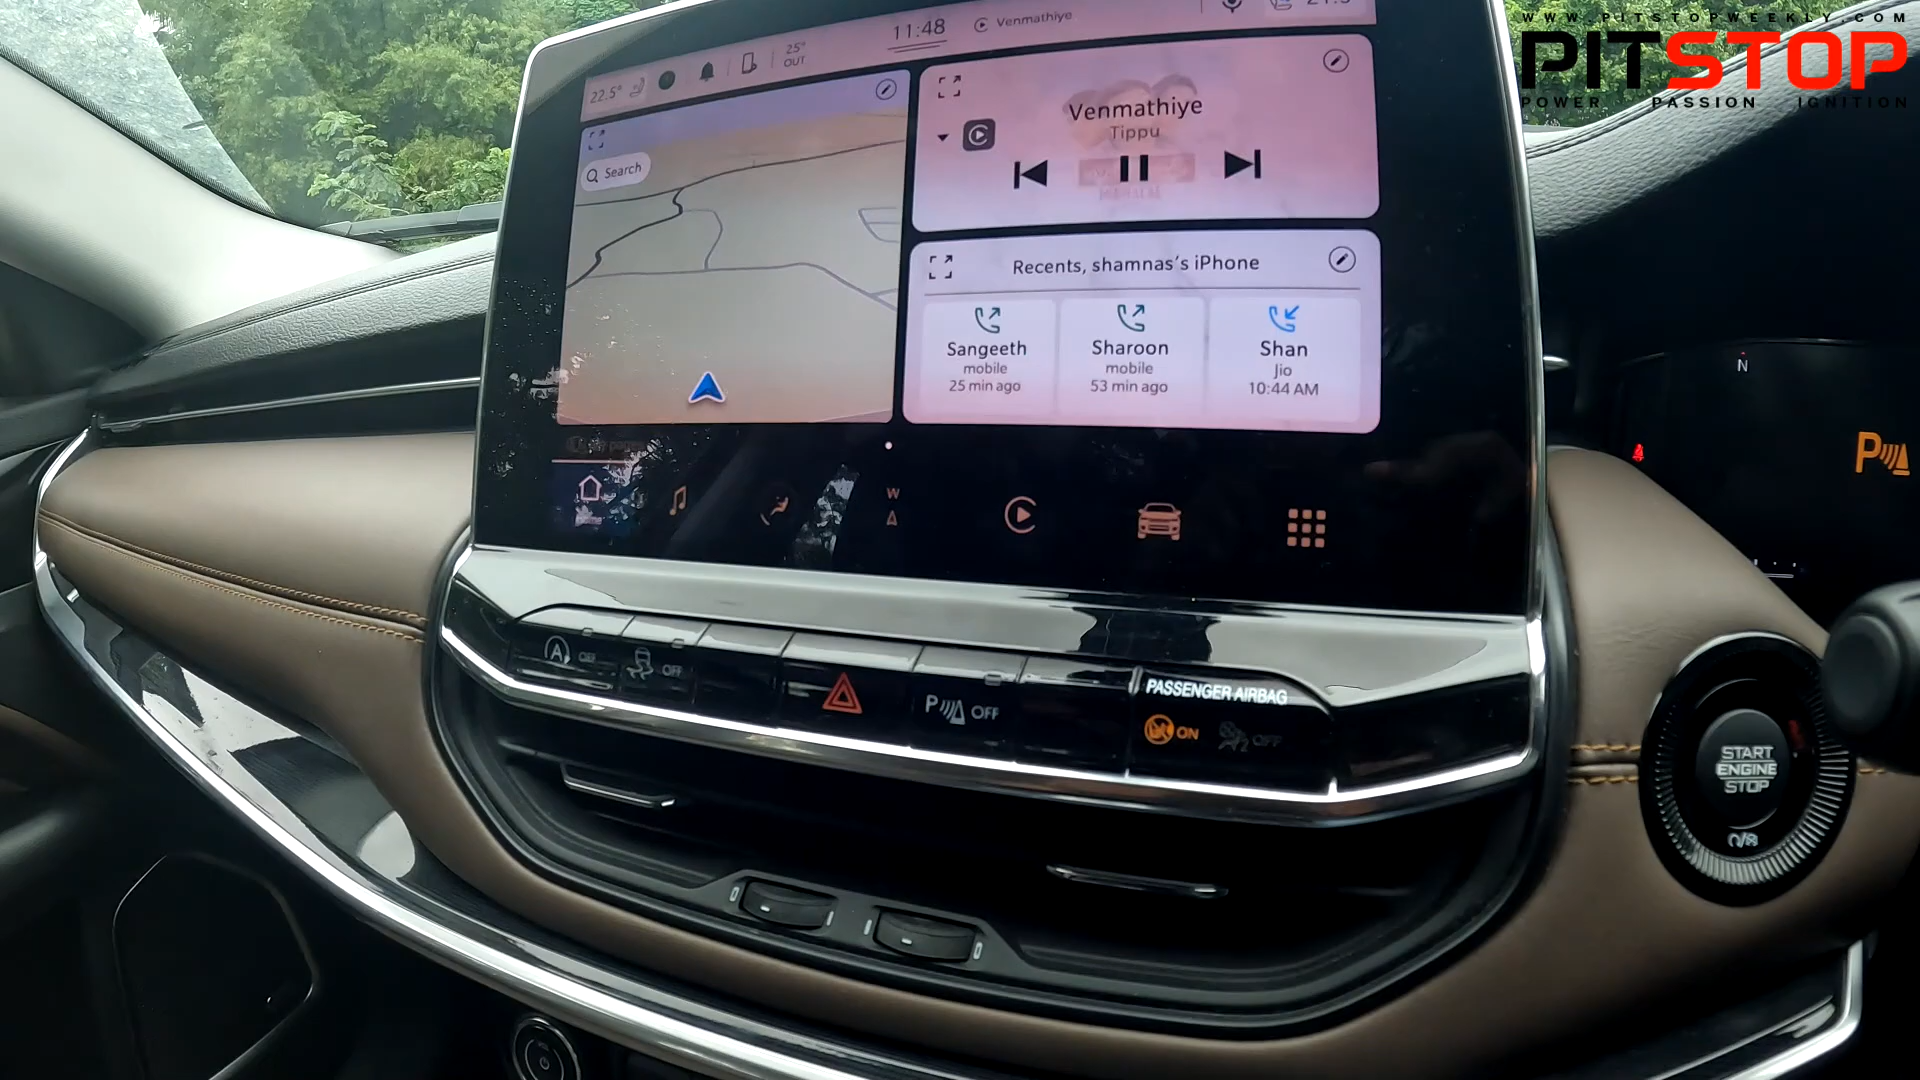 WWW.PITSTOPWEEKLY.COM
PITSTOP
POWER PASSION IGNITION
11:48
Venmathiye
22.5°
25°
OUT
Search
Venmathiye
Tippu
Recents, shamnas's iPhone
Sangeeth
mobile
25 min ago
Sharoon
mobile
53 min ago
Shan
Jio
10:44 AM
N
P
W
A OFF
OFF
P OFF
PASSENGER AIRBAG
ON
OFF
START
ENGINE
STOP